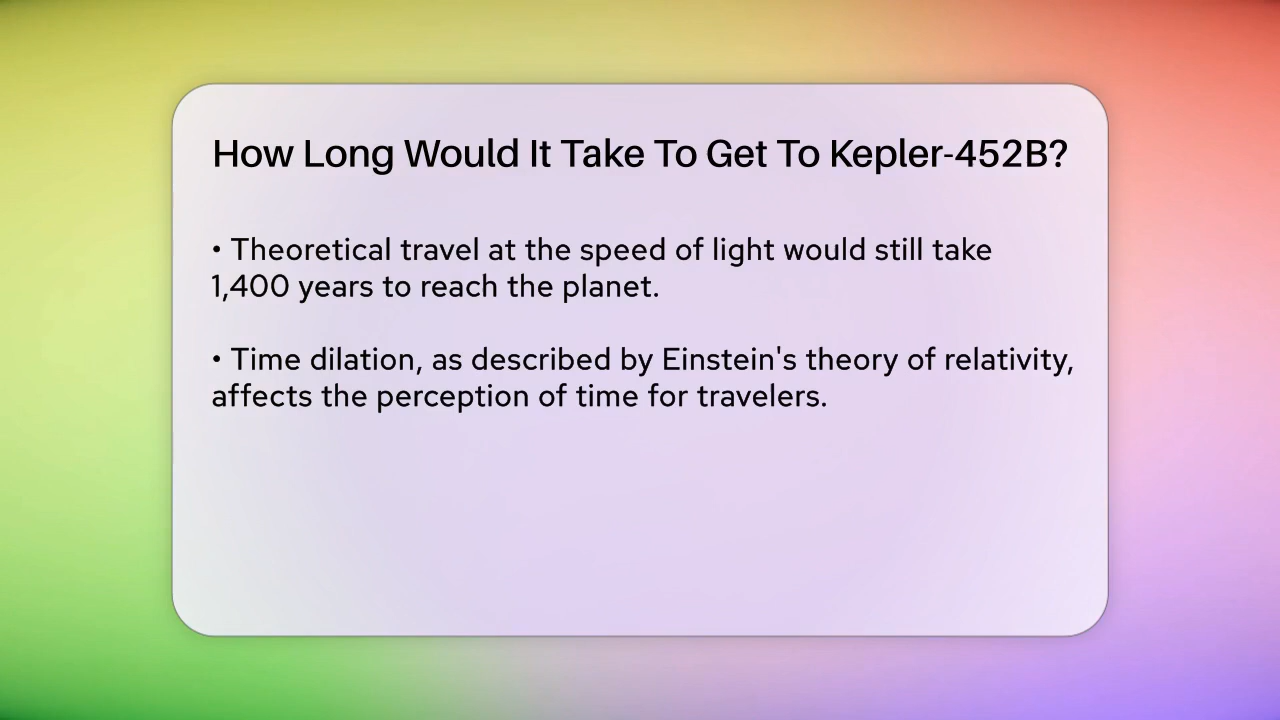 How Long Would It Take To Get To Kepler-452B?
• Theoretical travel at the speed of light would still take
1,400 years to reach the planet.
• Time dilation, as described by Einstein's theory of relativity,
affects the perception of time for travelers.